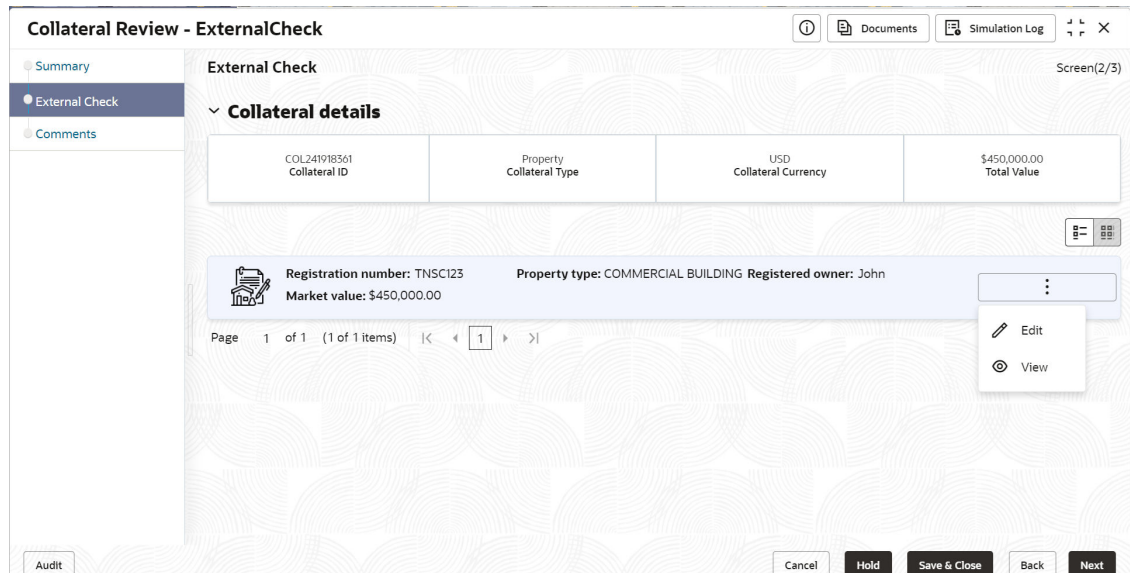 Collateral Review - ExternalCheck
Documents
Simulation Log
Summary
External Check
Comments
External Check
Screen(2/3)
Collateral details
COL241918361
Collateral ID
Property
Collateral Type
USD
Collateral Currency
$450,000.00
Total Value
Registration number: TNSC123 Property type: COMMERCIAL BUILDING Registered owner: John
Market value: $450,000.00
Page 1 of 1 (1 of 1 items) 1
Edit
View
Audit
Cancel
Hold
Save & Close
Back
Next